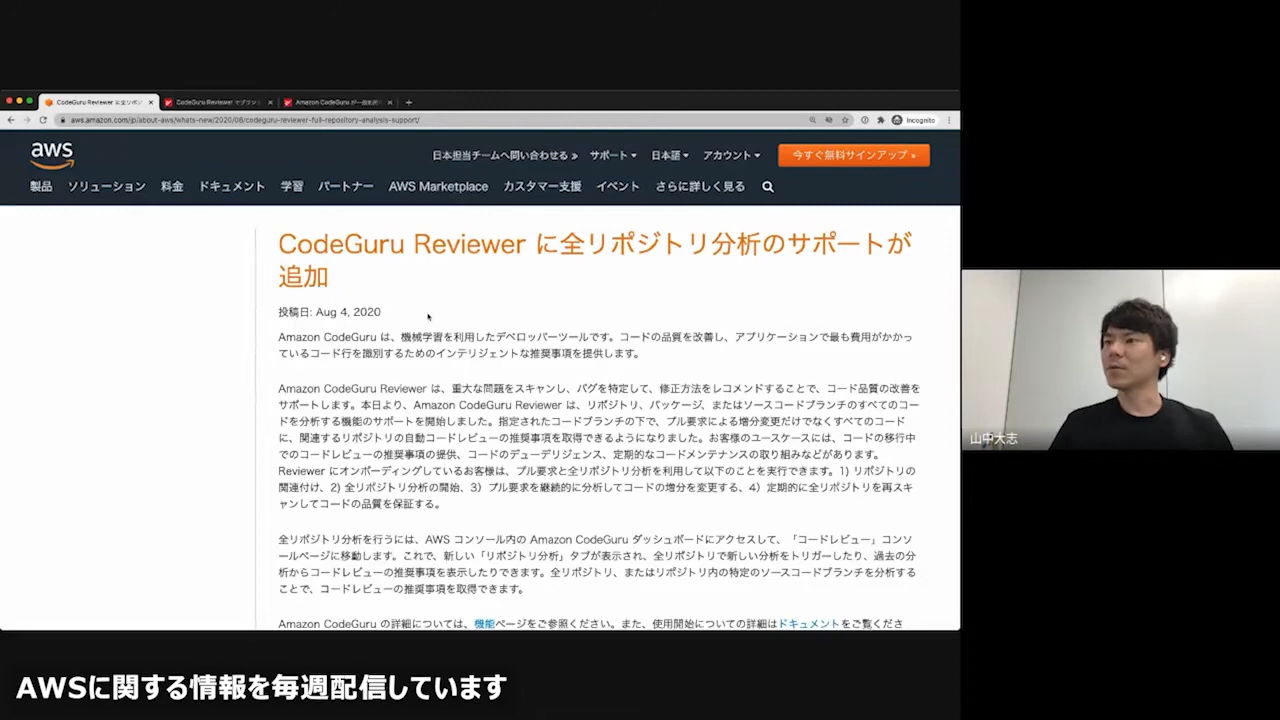 CodeGuru Reviewer に全リポジ
CodeGuru Reviewer でブランチ
Amazon CodeGuru が一般利用
aws.amazon.com/jp/about-aws/whats-new/2020/08/codeguru-reviewer-full-repository-analysis-support/
Incognito
aws
日本担当チームへ問い合わせる »
サポート
日本語
アカウント
今すぐ無料サインアップ »
製品
ソリューション
料金
ドキュメント
学習
パートナー
AWS Marketplace
カスタマー支援
イベント
さらに詳しく見る
CodeGuru Reviewer に全リポジトリ分析のサポートが
追加
投稿日: Aug 4, 2020
Amazon CodeGuru は、機械学習を利用したデベロッパーツールです。コードの品質を改善し、アプリケーションで最も費用がかかっ
ているコード行を識別するためのインテリジェントな推奨事項を提供します。
Amazon CodeGuru Reviewer は、重大な問題をスキャンし、バグを特定して、修正方法をレコメンドすることで、コード品質の改善を
サポートします。本日より、Amazon CodeGuru Reviewer は、リポジトリ、パッケージ、またはソースコードブランチのすべてのコー
ドを分析する機能のサポートを開始しました。指定されたコードブランチの下で、プル要求による増分変更だけでなくすべてのコード
に、関連するリポジトリの自動コードレビューの推奨事項を取得できるようになりました。お客様のユースケースには、コードの移行中
でのコードレビューの推奨事項の提供、コードのデューデリジェンス、定期的なコードメンテナンスの取り組みなどがあります。
Reviewer にオンボーディングしているお客様は、プル要求と全リポジトリ分析を利用して以下のことを実行できます。1) リポジトリの
関連付け、2) 全リポジトリ分析の開始、3）プル要求を継続的に分析してコードの増分を変更する、4）定期的に全リポジトリを再スキ
ャンしてコードの品質を保証する。
全リポジトリ分析を行うには、AWS コンソール内の Amazon CodeGuru ダッシュボードにアクセスして、「コードレビュー」コンソ
ールページに移動します。これで、新しい「リポジトリ分析」タブが表示され、全リポジトリで新しい分析をトリガーしたり、過去の分
析からコードレビューの推奨事項を表示したりできます。全リポジトリ、またはリポジトリ内の特定のソースコードブランチを分析する
ことで、コードレビューの推奨事項を取得できます。
Amazon CodeGuru の詳細については、機能ページをご参照ください。また、使用開始についての詳細はドキュメントをご覧くださ
山中大志
AWSに関する情報を毎週配信しています